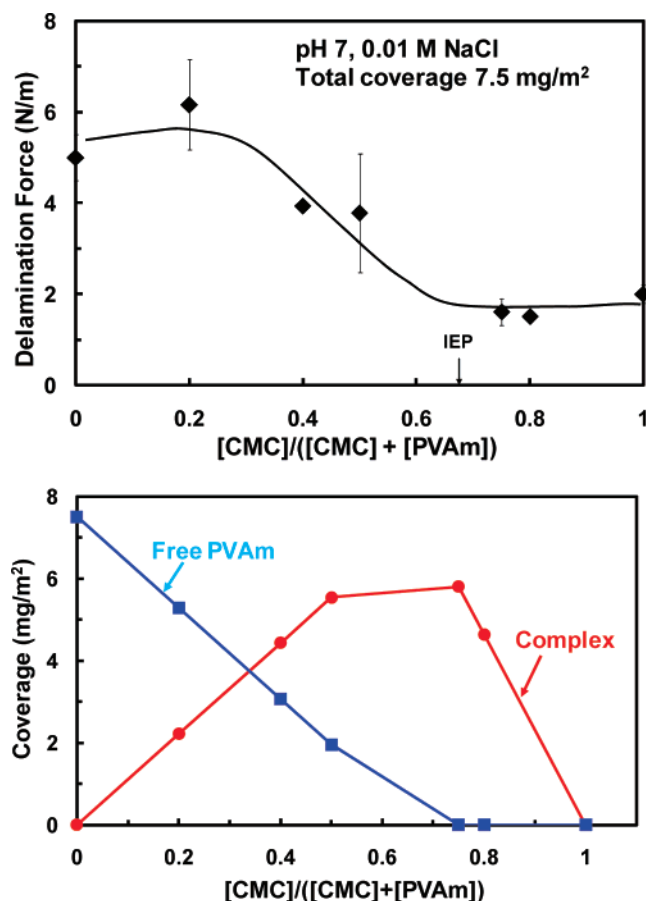 8
6
4
2
0
Delamination Force (N/m)
pH 7, 0.01 M NaCl
Total coverage 7.5 mg/m²
IEP
0 0.2 0.4 0.6 0.8 1
[CMC]/([CMC] + [PVAm])
8
6
4
2
0
Coverage (mg/m²)
Free PVAm
Complex
0 0.2 0.4 0.6 0.8 1
[CMC]/([CMC]+[PVAm])